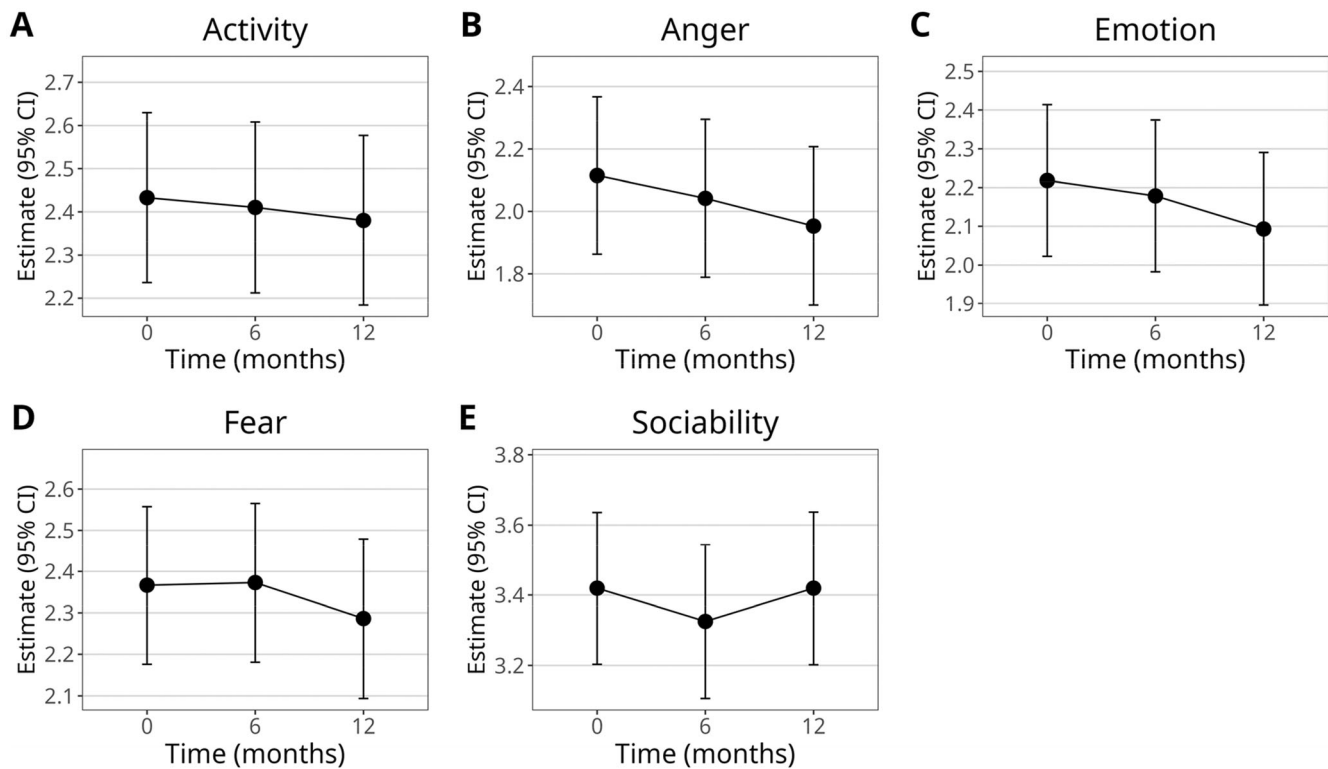 A Activity
Estimate (95% CI)
2.7
2.6
2.5
2.4
2.3
2.2
0 6 12
Time (months)
B Anger
Estimate (95% CI)
2.4
2.2
2.0
1.8
0 6 12
Time (months)
C Emotion
Estimate (95% CI)
2.5
2.4
2.3
2.2
2.1
2.0
1.9
0 6 12
Time (months)
D Fear
Estimate (95% CI)
2.6
2.5
2.4
2.3
2.2
2.1
0 6 12
Time (months)
E Sociability
Estimate (95% CI)
3.8
3.6
3.4
3.2
0 6 12
Time (months)